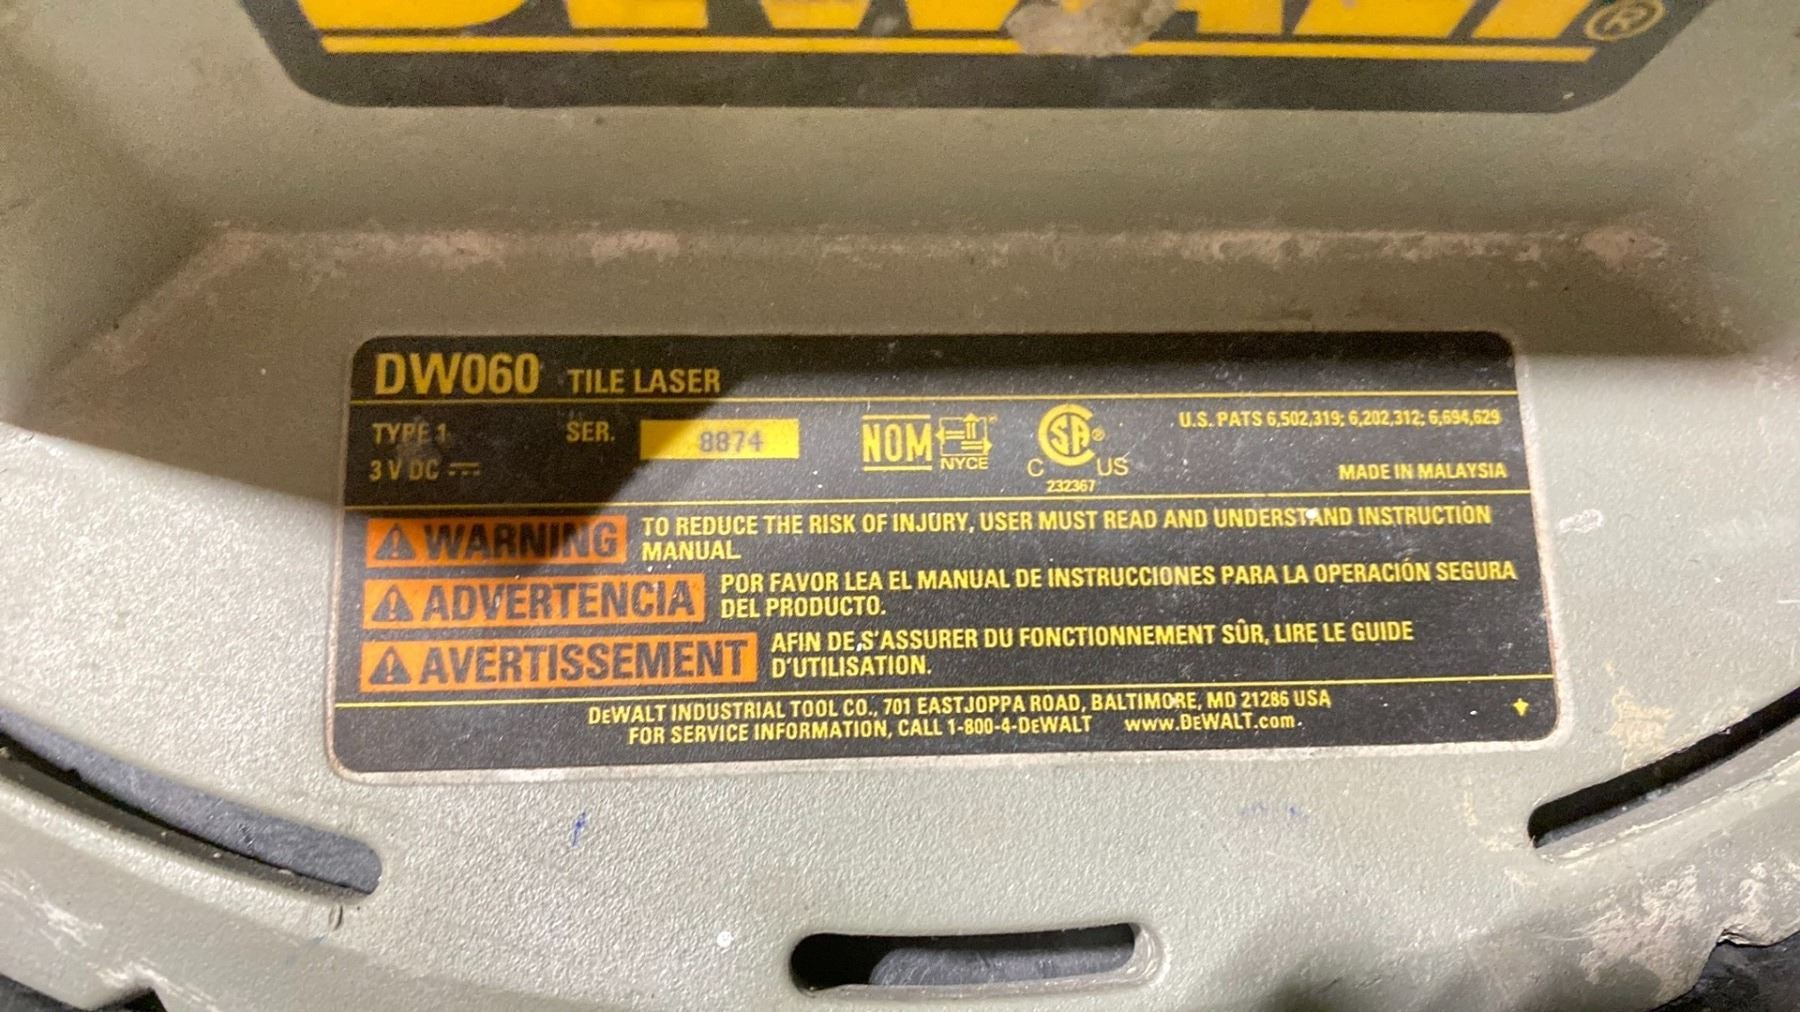 DEWALT®
DW060 TILE LASER
TYPE 1 SER. 8874
3 V DC
NOM NYCE
SA®
C US
232367
U.S. PATS 6,502,319; 6,202,312; 6,694,629
MADE IN MALAYSIA
WARNING TO REDUCE THE RISK OF INJURY, USER MUST READ AND UNDERSTAND INSTRUCTION
MANUAL
ADVERTENCIA POR FAVOR LEA EL MANUAL DE INSTRUCCIONES PARA LA OPERACIÓN SEGURA
DEL PRODUCTO.
AVERTISSEMENT AFIN DE S'ASSURER DU FONCTIONNEMENT SÛR, LIRE LE GUIDE
D'UTILISATION.
DEWALT INDUSTRIAL TOOL CO., 701 EAST JOPPA ROAD, BALTIMORE, MD 21286 USA
FOR SERVICE INFORMATION, CALL 1-800-4-DEWALT www.DEWALT.com.